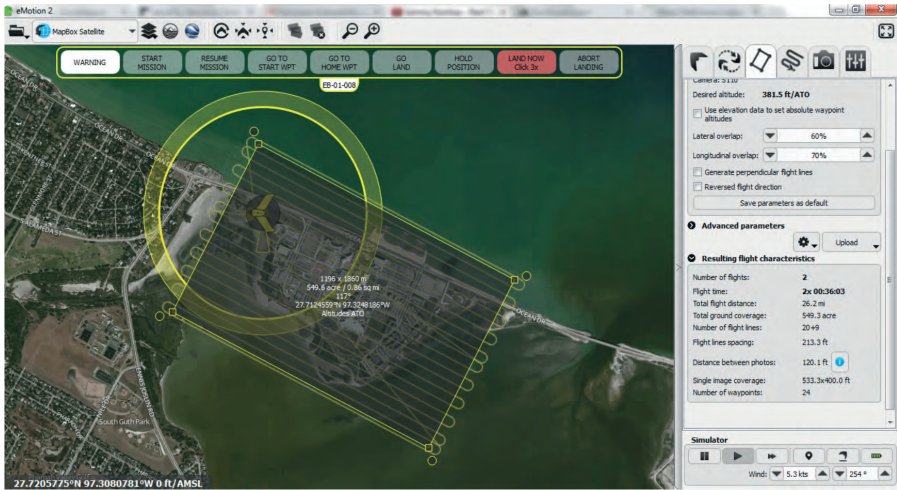 eMotion 2
MapBox Satellite
WARNING
START MISSION
RESUME MISSION
GO TO START WPT
GO TO HOME WPT
GO LAND
HOLD POSITION
LAND NOW Click 3x
ABORT LANDING
EB-01-008
OCEAN DR
ALAMEDA ST
1196 x 1860 m
549.6 acre / 0.86 sq mi
117°
27.7124559°N 97.3248186°W
Altitudes ATO
OCEAN DR
South Guth Park
27.7205775°N 97.3080781°W 0 ft/AMSL
Camera: S110
Desired altitude: 381.5 ft/ATO
Use elevation data to set absolute waypoint
altitudes
Lateral overlap: 60%
Longitudinal overlap: 70%
Generate perpendicular flight lines
Reversed flight direction
Save parameters as default
Advanced parameters
Upload
Resulting flight characteristics
Number of flights: 2
Flight time: 2x 00:36:03
Total flight distance: 26.2 mi
Total ground coverage: 549.3 acre
Number of flight lines: 20+9
Flight lines spacing: 213.3 ft
Distance between photos: 120.1 ft
Single image coverage: 533.3x400.0 ft
Number of waypoints: 24
Simulator
Wind: 5.3 kts 254 °